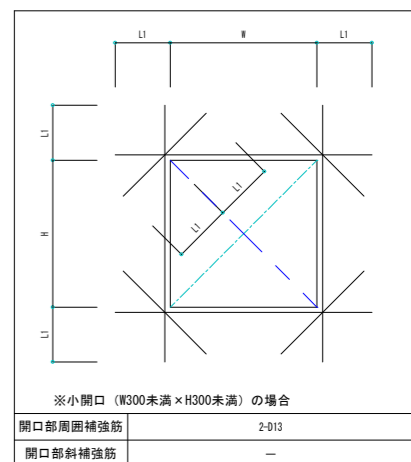 L1 W L1
L1
L1
L1
H
L1
※小開口（W300未満×H300未満）の場合
開口部周囲補強筋 2-D13
開口部斜補強筋 —